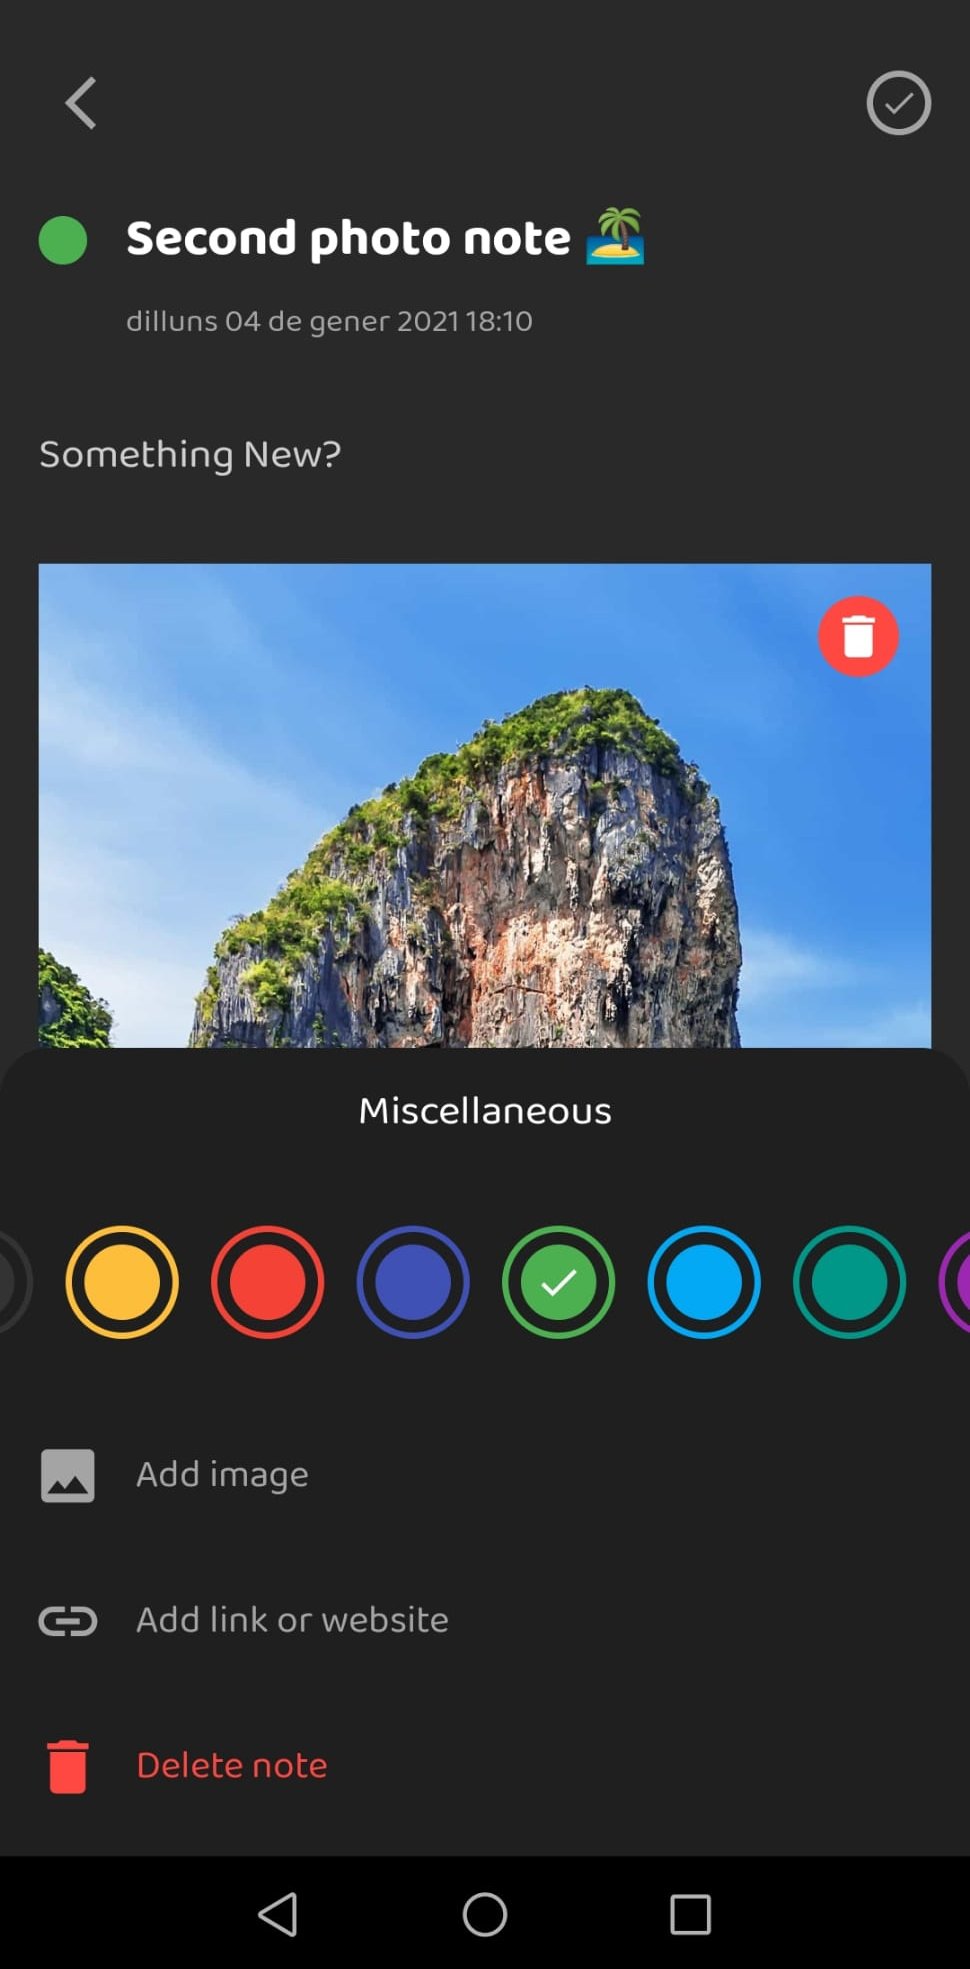 Second photo note 🏝️
dilluns 04 de gener 2021 18:10
Something New?
Miscellaneous
Add image
Add link or website
Delete note